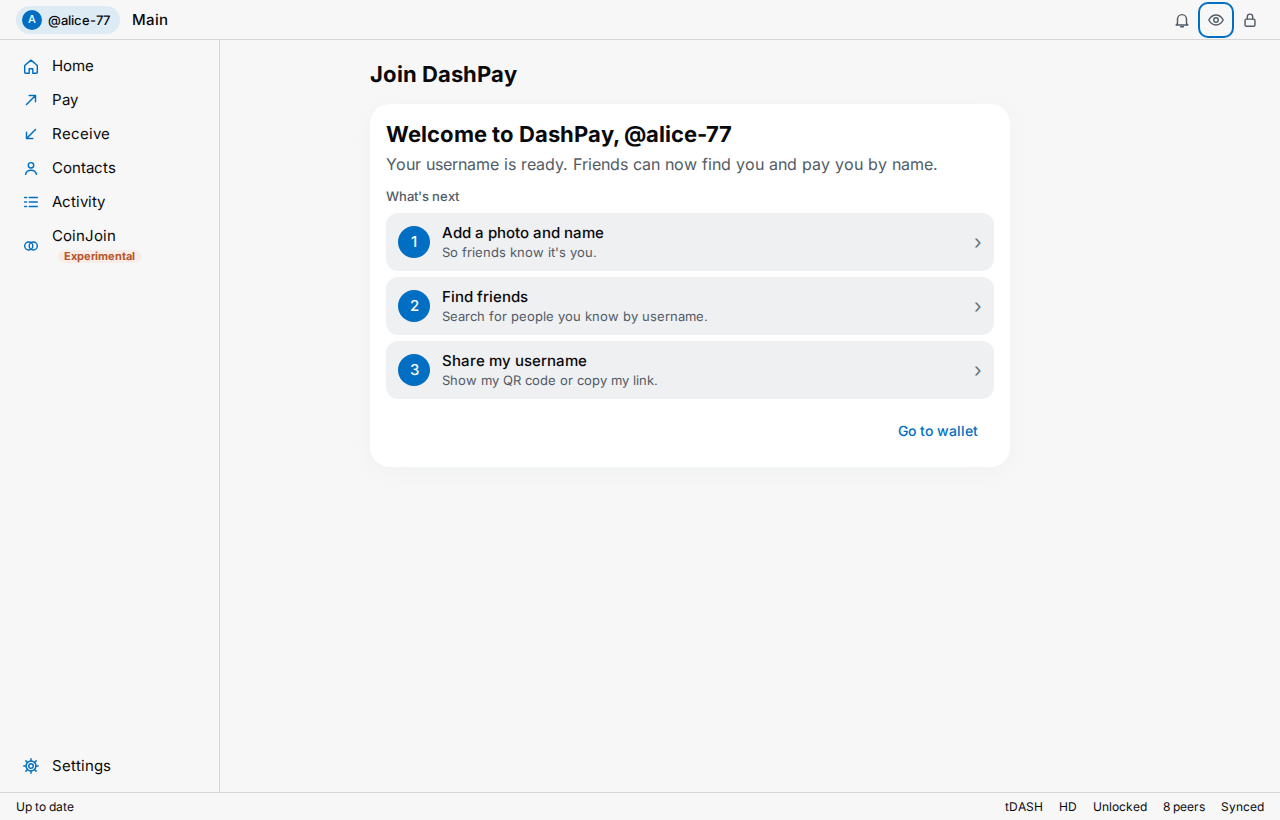 A @alice-77 Main
Home
Pay
Receive
Contacts
Activity
CoinJoin
Experimental
Settings
Join DashPay
Welcome to DashPay, @alice-77
Your username is ready. Friends can now find you and pay you by name.
What's next
1 Add a photo and name
So friends know it's you.
2 Find friends
Search for people you know by username.
3 Share my username
Show my QR code or copy my link.
Go to wallet
Up to date
tDASH HD Unlocked 8 peers Synced